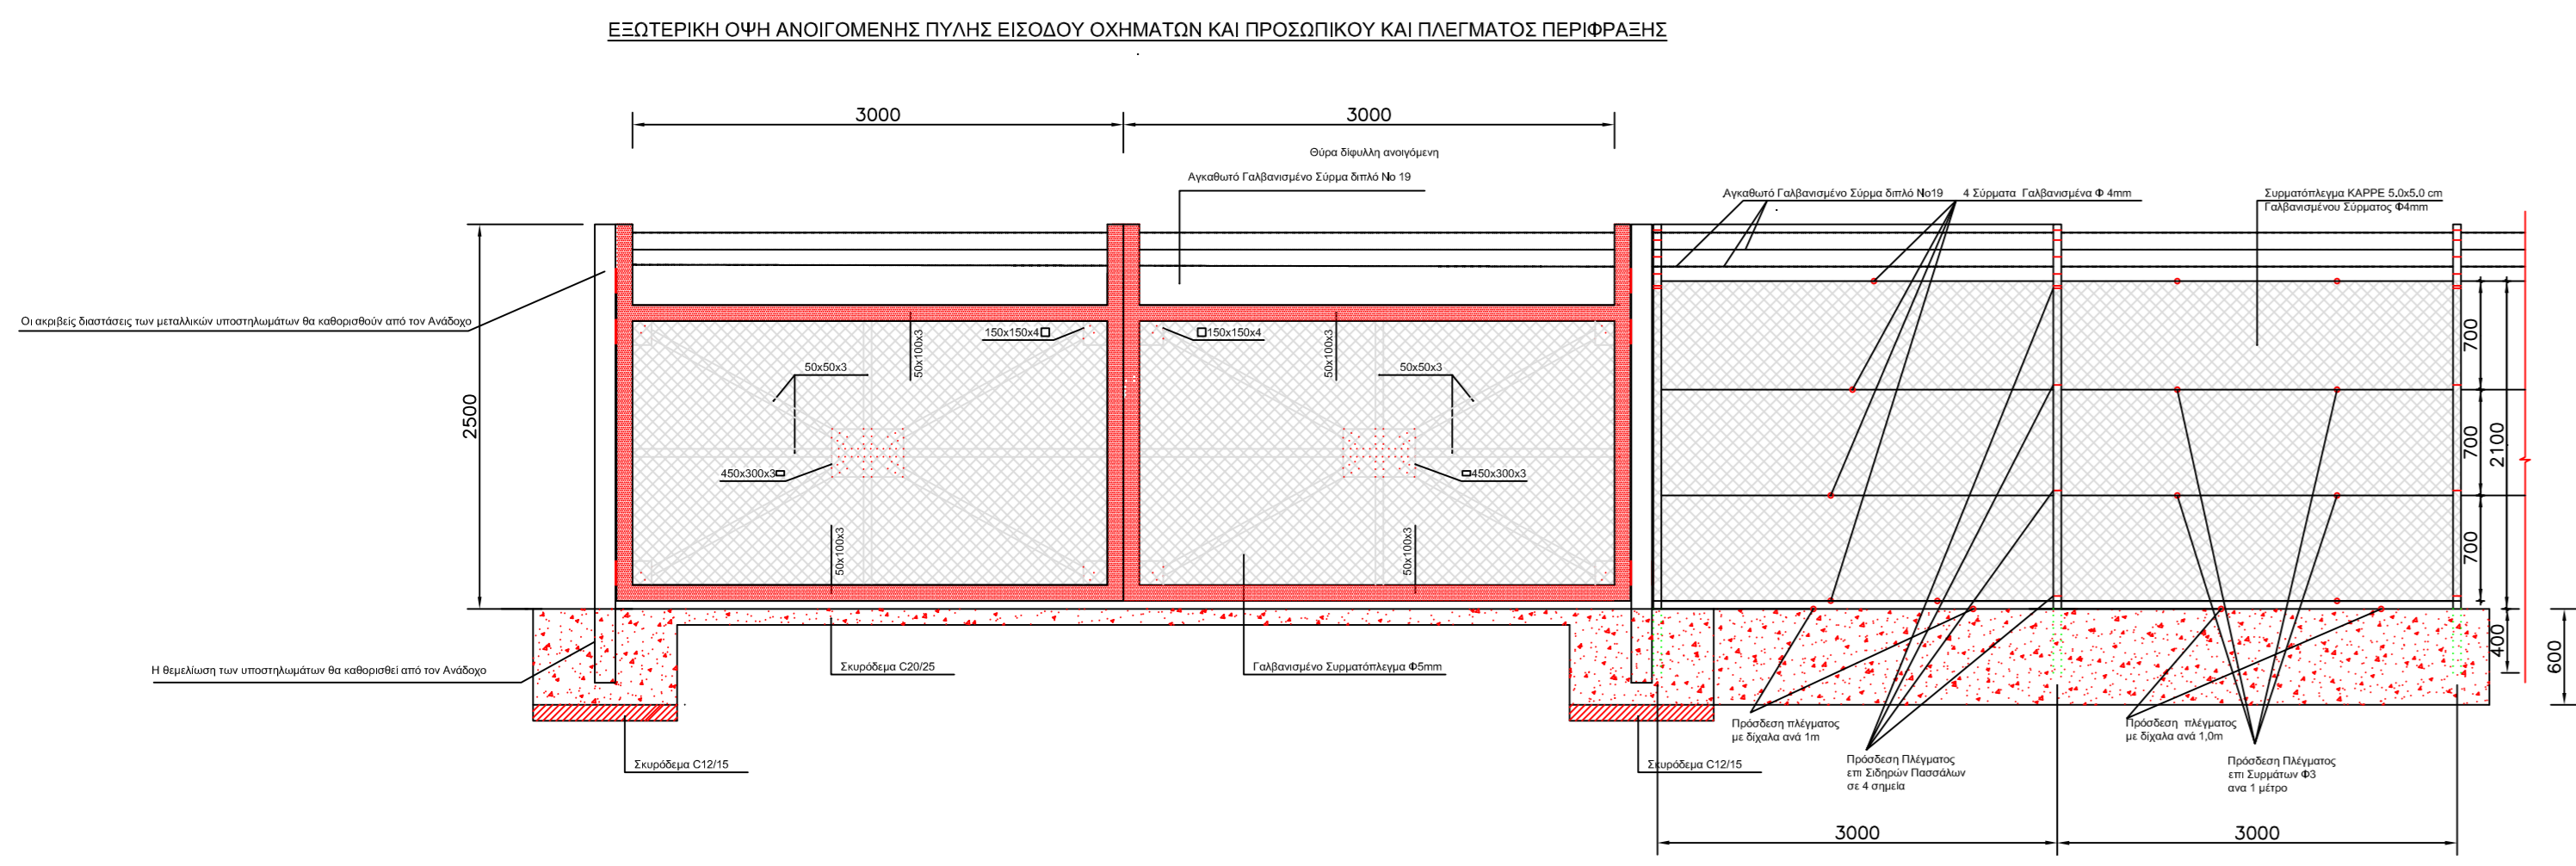 ΕΞΩΤΕΡΙΚΗ ΟΨΗ ΑΝΟΙΓΟΜΕΝΗΣ ΠΥΛΗΣ ΕΙΣΟΔΟΥ ΟΧΗΜΑΤΩΝ ΚΑΙ ΠΡΟΣΩΠΙΚΟΥ ΚΑΙ ΠΛΕΓΜΑΤΟΣ ΠΕΡΙΦΡΑΞΗΣ
3000
3000
Θύρα δίφυλλη ανοιγόμενη
Αγκαθωτό Γαλβανισμένο Σύρμα διπλό Νο 19
Αγκαθωτό Γαλβανισμένο Σύρμα διπλό Νο19
4 Σύρματα Γαλβανισμένα Φ 4mm
Συρματόπλεγμα ΚΑΡΡΕ 5.0x5.0 cm
Γαλβανισμένου Σύρματος Φ4mm
Οι ακριβείς διαστάσεις των μεταλλικών υποστηλωμάτων θα καθορισθούν από τον Ανάδοχο
2500
150x150x4
50x100x3
50x50x3
450x300x3
50x100x3
150x150x4
50x100x3
50x50x3
450x300x3
50x100x3
700
700
700
2100
400
600
Η θεμελίωση των υποστηλωμάτων θα καθορισθεί από τον Ανάδοχο
Σκυρόδεμα C20/25
Γαλβανισμένο Συρματόπλεγμα Φ5mm
Σκυρόδεμα C12/15
Σκυρόδεμα C12/15
Πρόσδεση πλέγματος
με δίχαλα ανά 1m
Πρόσδεση Πλέγματος
επι Σιδηρών Πασσάλων
σε 4 σημεία
Πρόσδεση πλέγματος
με δίχαλα ανά 1,0m
Πρόσδεση Πλέγματος
επι Συρμάτων Φ3
ανα 1 μέτρο
3000
3000